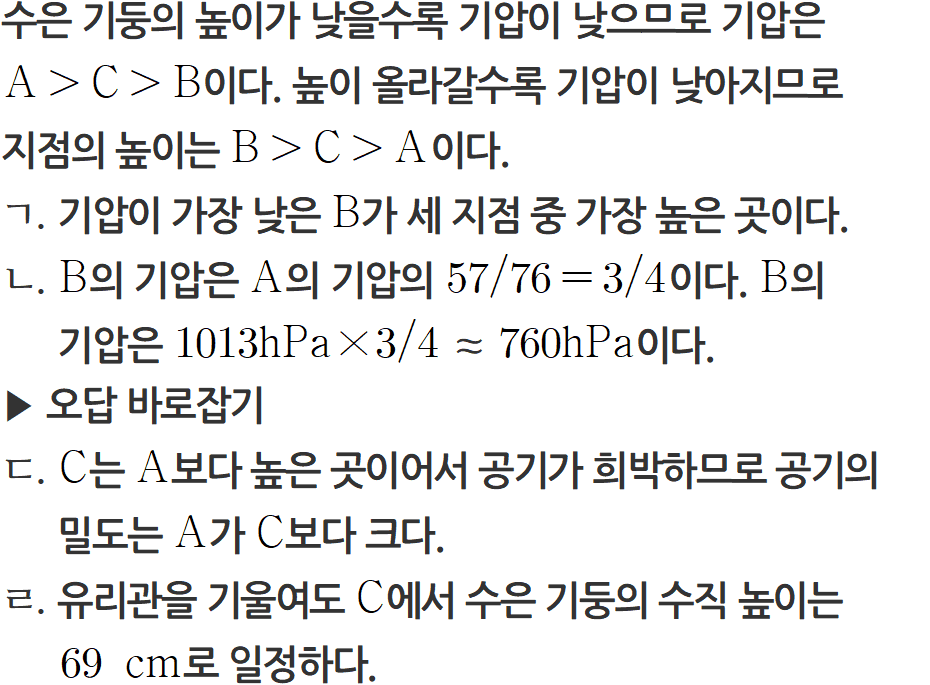 수은 기둥의 높이가 낮을수록 기압이 낮으므로 기압은
A > C > B이다. 높이 올라갈수록 기압이 낮아지므로
지점의 높이는 B > C > A이다.
ㄱ. 기압이 가장 낮은 B가 세 지점 중 가장 높은 곳이다.
ㄴ. B의 기압은 A의 기압의 57/76 = 3/4이다. B의
기압은 1013hPa×3/4 ≈ 760hPa이다.
▶ 오답 바로잡기
ㄷ. C는 A보다 높은 곳이어서 공기가 희박하므로 공기의
밀도는 A가 C보다 크다.
ㄹ. 유리관을 기울여도 C에서 수은 기둥의 수직 높이는
69 cm로 일정하다.